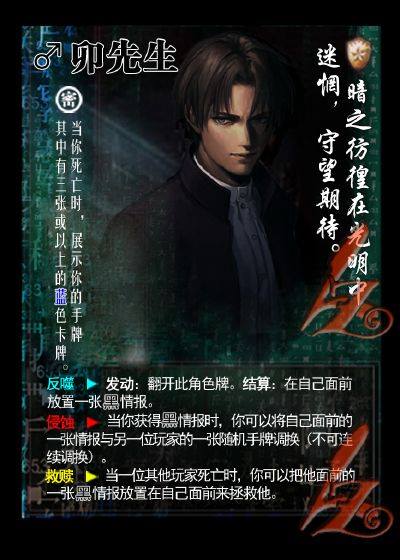 ♂ 卯先生
密
当你死亡时，展示你的手牌
其中有三张或以上的蓝色卡牌。
暗之彷徨在光明中
迷惘，守望期待。
反噬 ▶ 发动：翻开此角色牌。结算：在自己面前
放置一张黑情报。
侵蚀 ▶ 当你获得黑情报时，你可以将自己面前的
一张情报与另一位玩家的一张随机手牌调换（不可连
续调换）。
救赎 ▶ 当一位其他玩家死亡时，你可以把他面前的
一张黑情报放置在自己面前来拯救他。